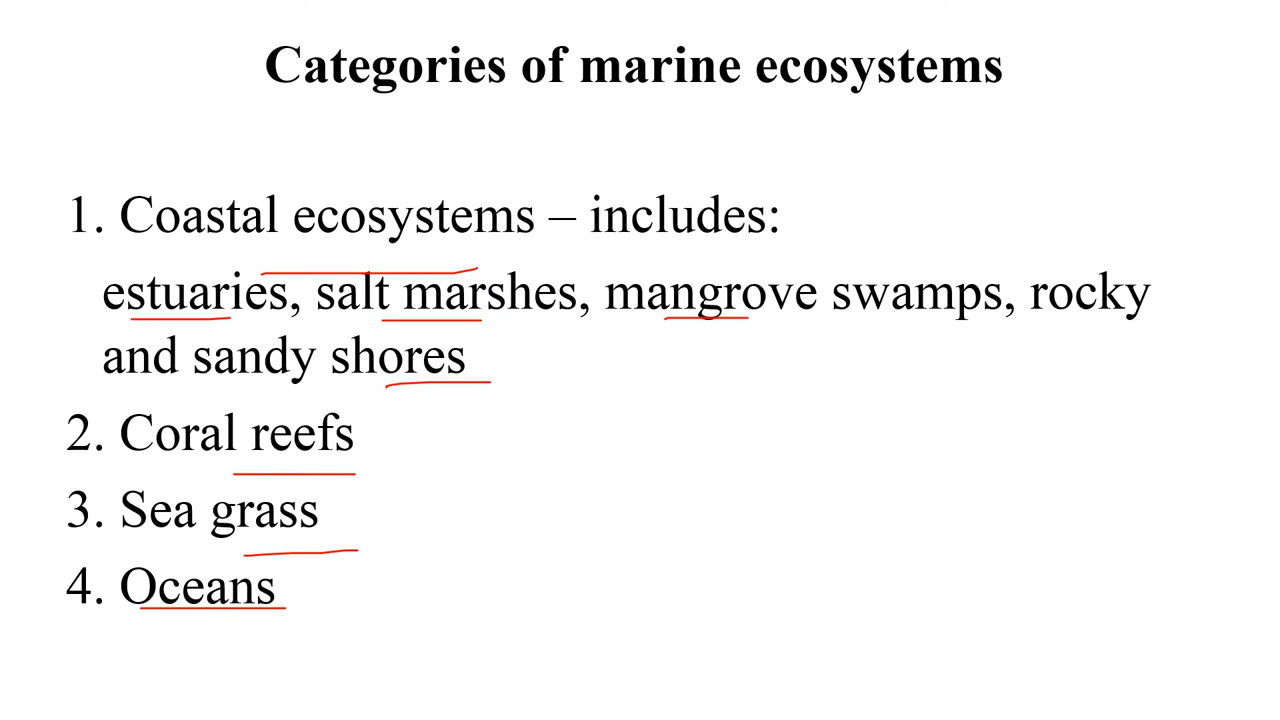 Categories of marine ecosystems
1. Coastal ecosystems – includes:
estuaries, salt marshes, mangrove swamps, rocky
and sandy shores
2. Coral reefs
3. Sea grass
4. Oceans